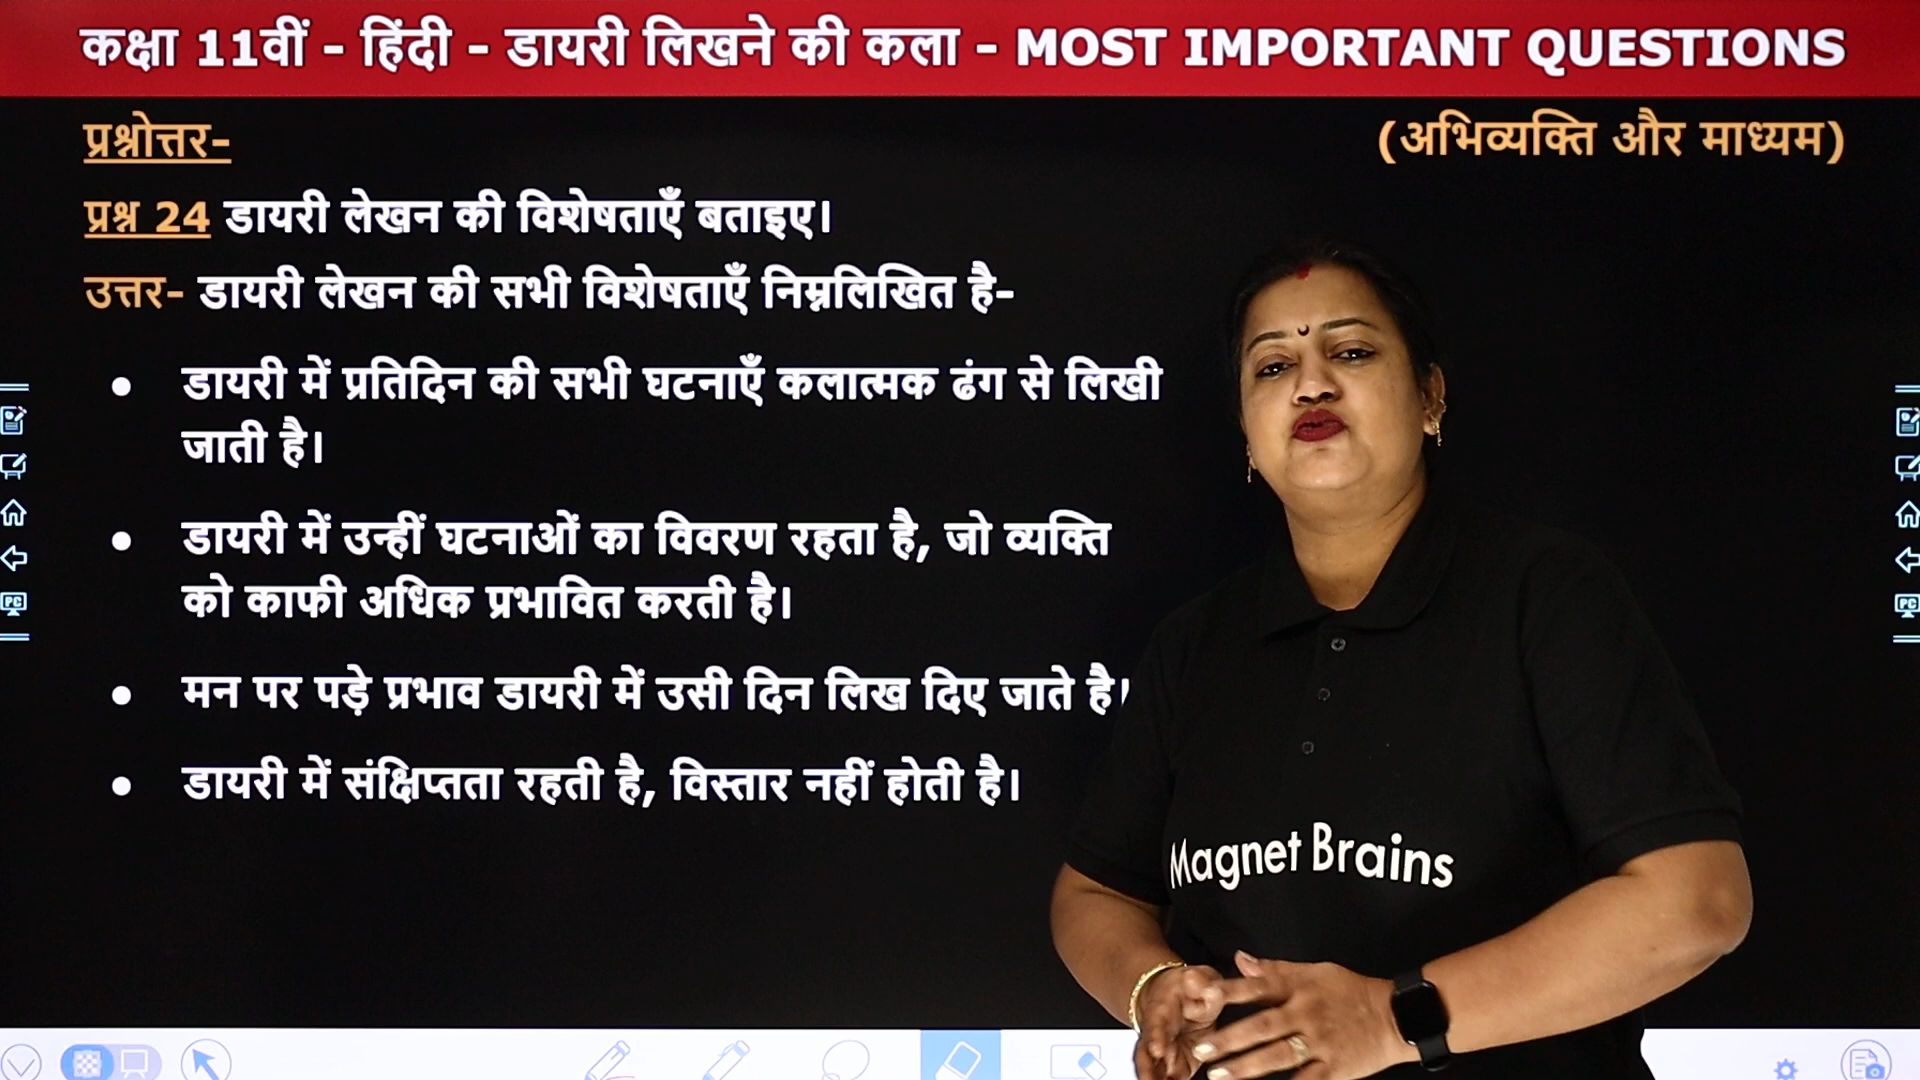 कक्षा 11वीं - हिंदी - डायरी लिखने की कला - MOST IMPORTANT QUESTIONS
प्रश्नोत्तर-
(अभिव्यक्ति और माध्यम)
प्रश्न 24 डायरी लेखन की विशेषताएँ बताइए।
उत्तर- डायरी लेखन की सभी विशेषताएँ निम्नलिखित है-
• डायरी में प्रतिदिन की सभी घटनाएँ कलात्मक ढंग से लिखी
जाती है।
• डायरी में उन्हीं घटनाओं का विवरण रहता है, जो व्यक्ति
को काफी अधिक प्रभावित करती है।
• मन पर पड़े प्रभाव डायरी में उसी दिन लिख दिए जाते है।
• डायरी में संक्षिप्तता रहती है, विस्तार नहीं होती है।
Magnet Brains
PC
PC